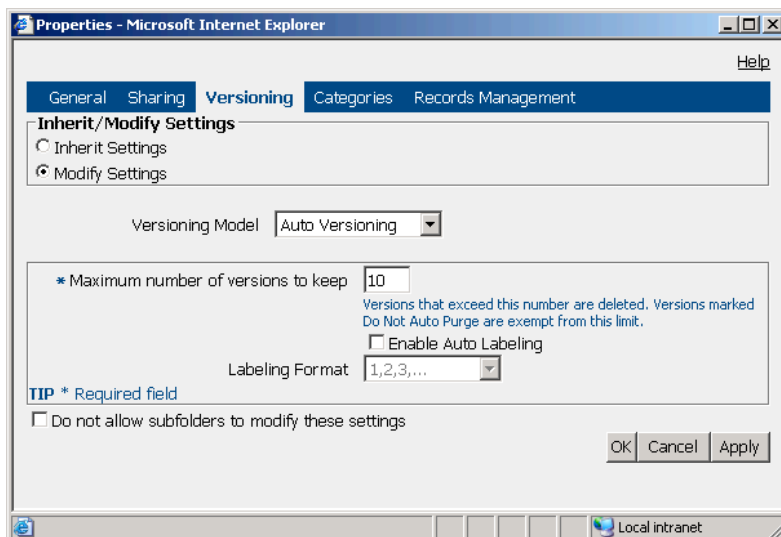 Properties - Microsoft Internet Explorer
Help
General Sharing Versioning Categories Records Management
Inherit/Modify Settings
Inherit Settings
Modify Settings
Versioning Model Auto Versioning
* Maximum number of versions to keep 10
Versions that exceed this number are deleted. Versions marked
Do Not Auto Purge are exempt from this limit.
Enable Auto Labeling
Labeling Format 1,2,3,...
TIP * Required field
Do not allow subfolders to modify these settings
OK Cancel Apply
Local intranet